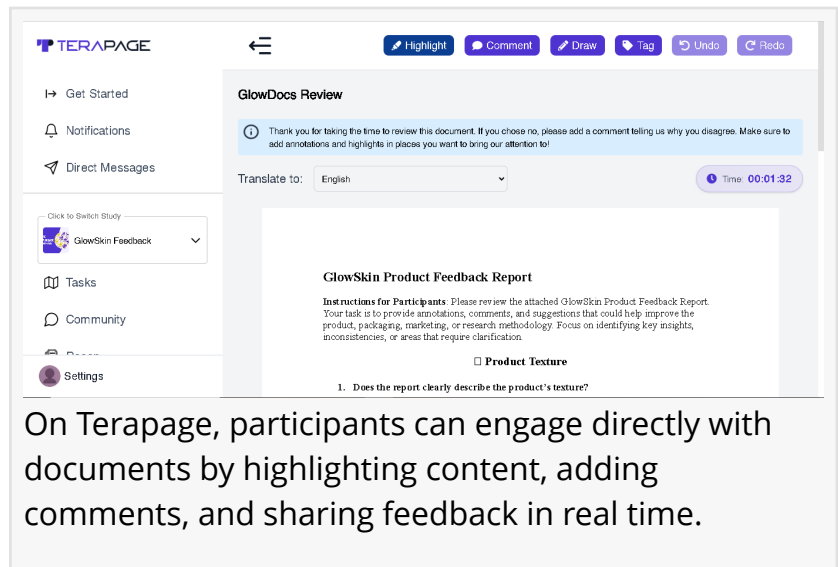 TERAPAGE
Highlight
Comment
Draw
Tag
Undo
Redo
Get Started
Notifications
Direct Messages
Click to Switch Study
GlowSkin Feedback
Tasks
Community
Settings
GlowDocs Review
Thank you for taking the time to review this document. If you chose no, please add a comment telling us why you disagree. Make sure to
add annotations and highlights in places you want to bring our attention to!
Translate to:
English
Time: 00:01:32
GlowSkin Product Feedback Report
Instructions for Participants: Please review the attached GlowSkin Product Feedback Report.
Your task is to provide annotations, comments, and suggestions that could help improve the
product, packaging, marketing, or research methodology. Focus on identifying key insights,
inconsistencies, or areas that require clarification.
Product Texture
1. Does the report clearly describe the product's texture?
On Terapage, participants can engage directly with
documents by highlighting content, adding
comments, and sharing feedback in real time.